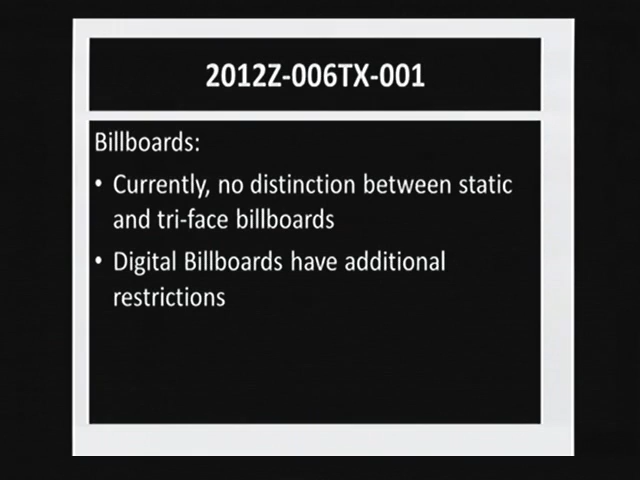 2012Z-006TX-001
Billboards:
• Currently, no distinction between static
and tri-face billboards
• Digital Billboards have additional
restrictions